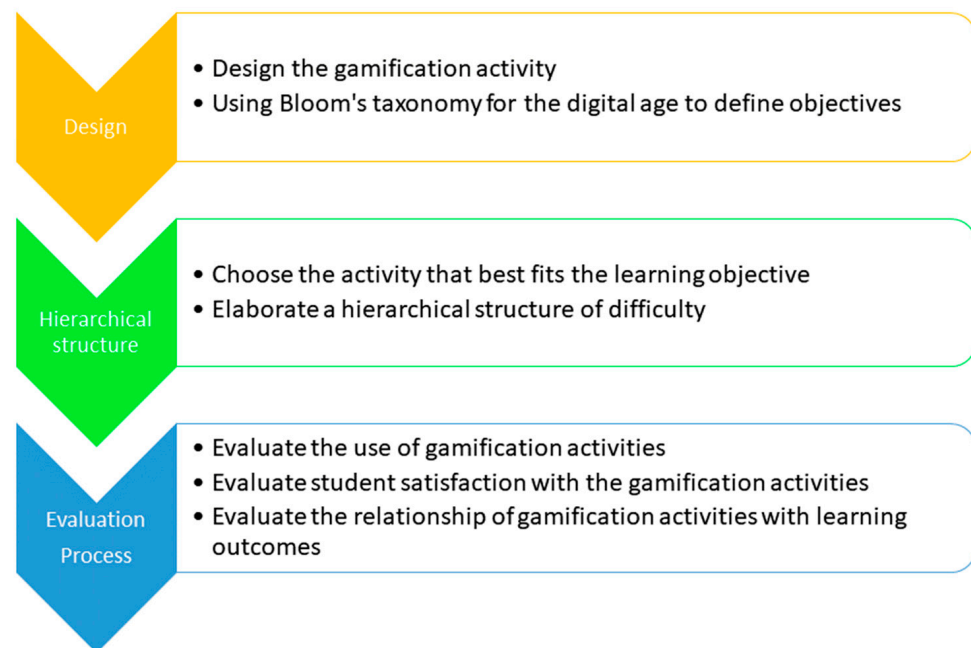 Design
• Design the gamification activity
• Using Bloom's taxonomy for the digital age to define objectives
Hierarchical
structure
• Choose the activity that best fits the learning objective
• Elaborate a hierarchical structure of difficulty
Evaluation
Process
• Evaluate the use of gamification activities
• Evaluate student satisfaction with the gamification activities
• Evaluate the relationship of gamification activities with learning
outcomes